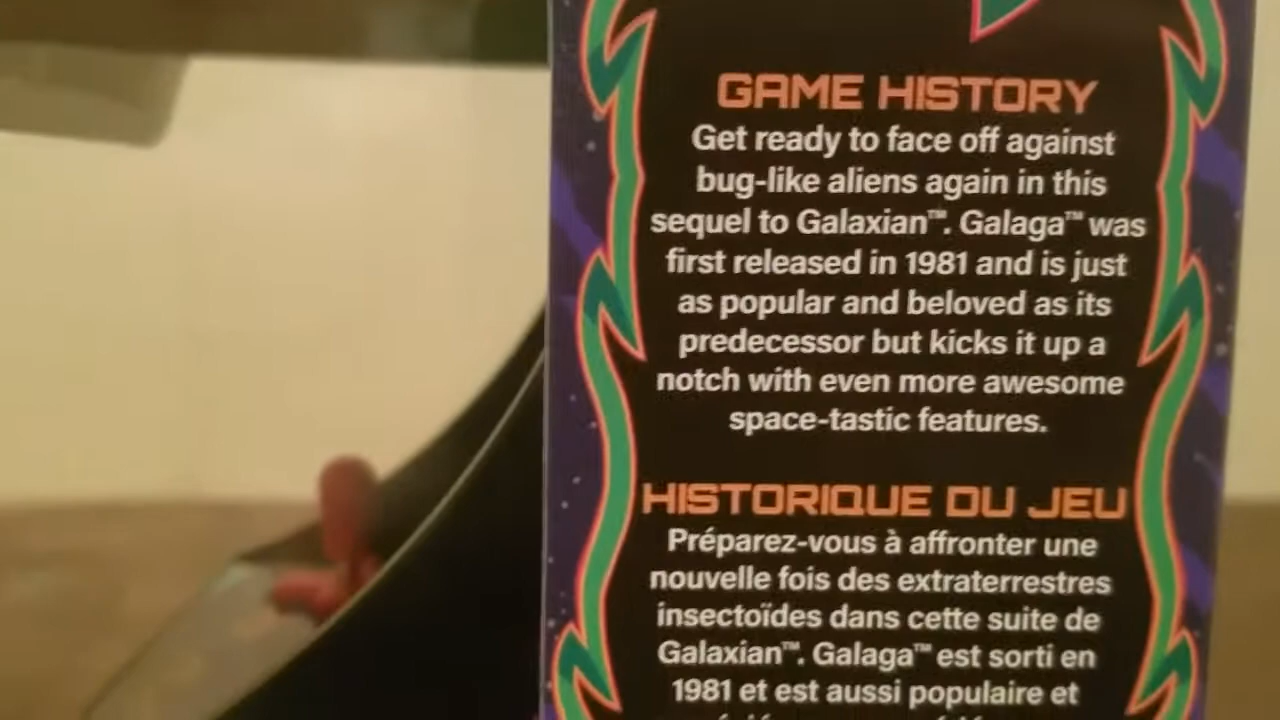 GAME HISTORY
Get ready to face off against
bug-like aliens again in this
sequel to Galaxian™. Galaga™ was
first released in 1981 and is just
as popular and beloved as its
predecessor but kicks it up a
notch with even more awesome
space-tastic features.
HISTORIQUE DU JEU
Préparez-vous à affronter une
nouvelle fois des extraterrestres
insectoïdes dans cette suite de
Galaxian™. Galaga™ est sorti en
1981 et est aussi populaire et